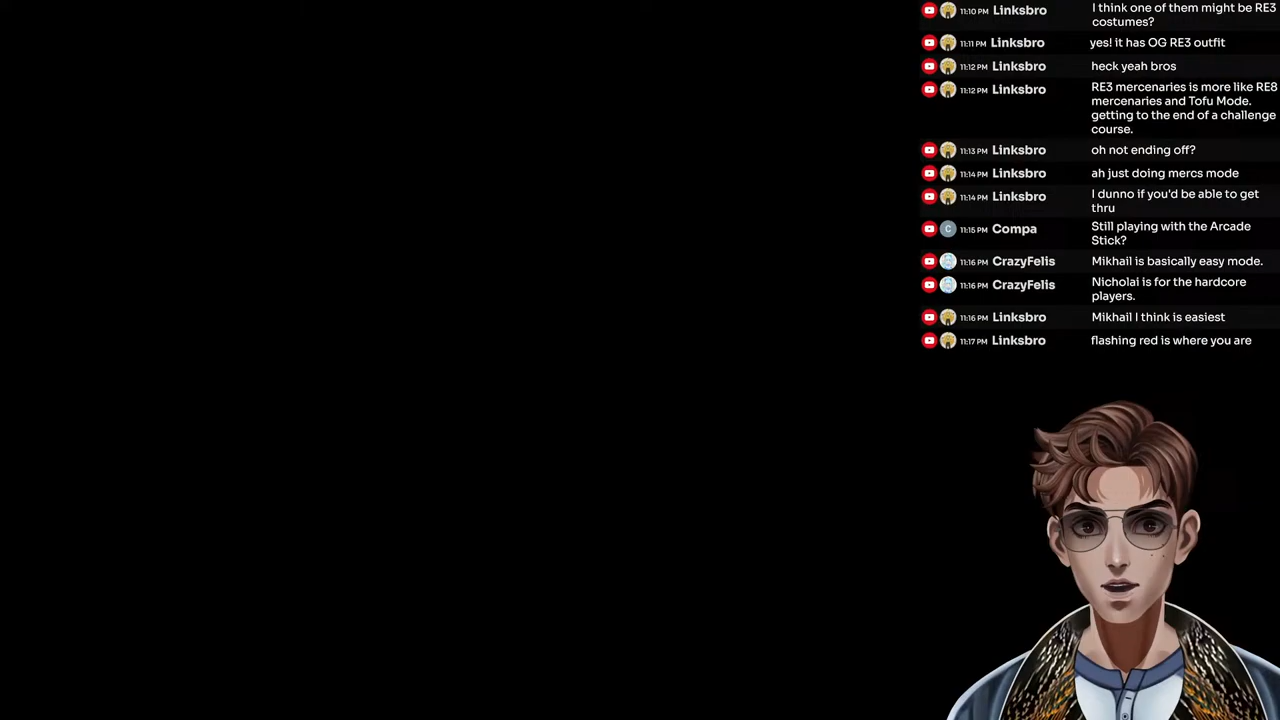 11:10 PM Linksbro I think one of them might be RE3
costumes?
11:11 PM Linksbro yes! it has OG RE3 outfit
11:12 PM Linksbro heck yeah bros
11:12 PM Linksbro RE3 mercenaries is more like RE8
mercenaries and Tofu Mode.
getting to the end of a challenge
course.
11:13 PM Linksbro oh not ending off?
11:14 PM Linksbro ah just doing mercs mode
11:14 PM Linksbro I dunno if you'd be able to get
thru
C 11:15 PM Compa Still playing with the Arcade
Stick?
11:16 PM CrazyFelis Mikhail is basically easy mode.
11:16 PM CrazyFelis Nicholai is for the hardcore
players.
11:16 PM Linksbro Mikhail I think is easiest
11:17 PM Linksbro flashing red is where you are